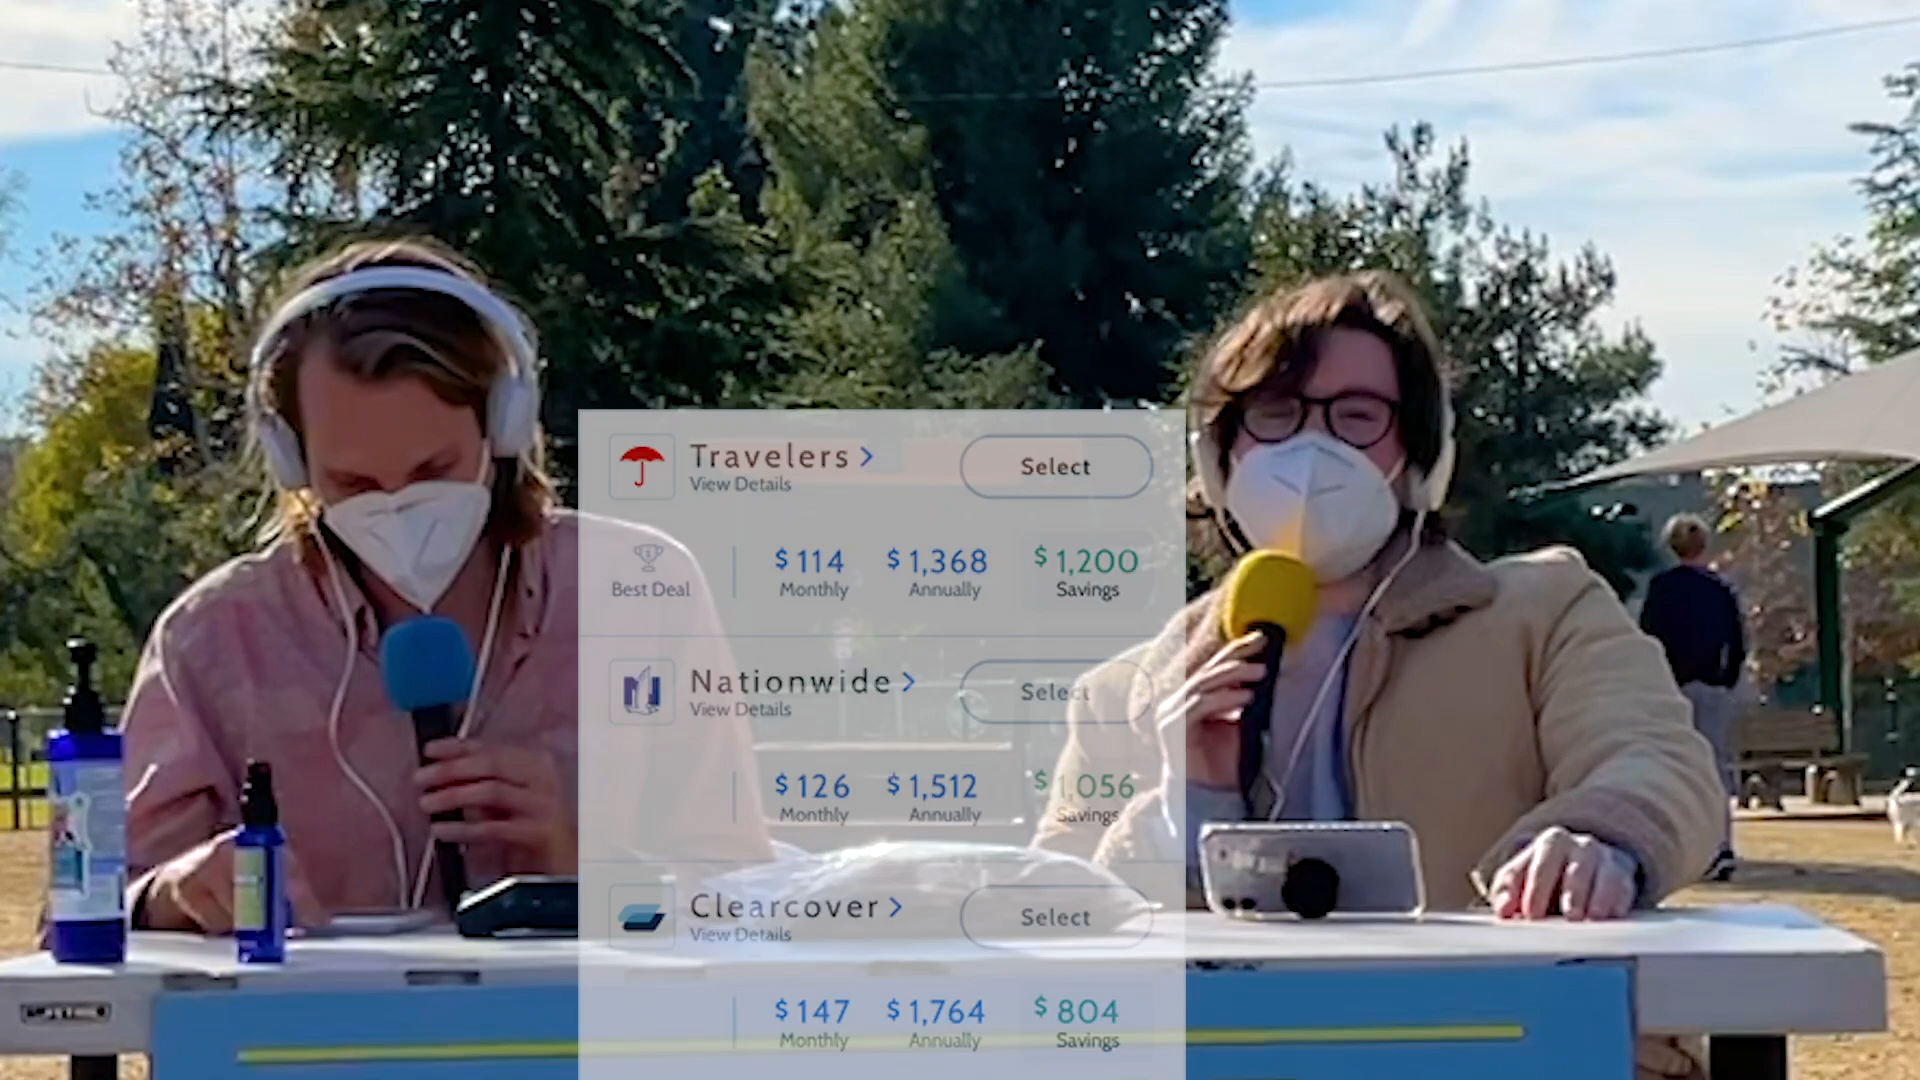 Travelers >
View Details
Select
Best Deal
$114
Monthly
$1,368
Annually
$1,200
Savings
Nationwide >
View Details
Select
$126
Monthly
$1,512
Annually
$1,056
Savings
Clearcover >
View Details
Select
$147
Monthly
$1,764
Annually
$804
Savings
LIFETIME